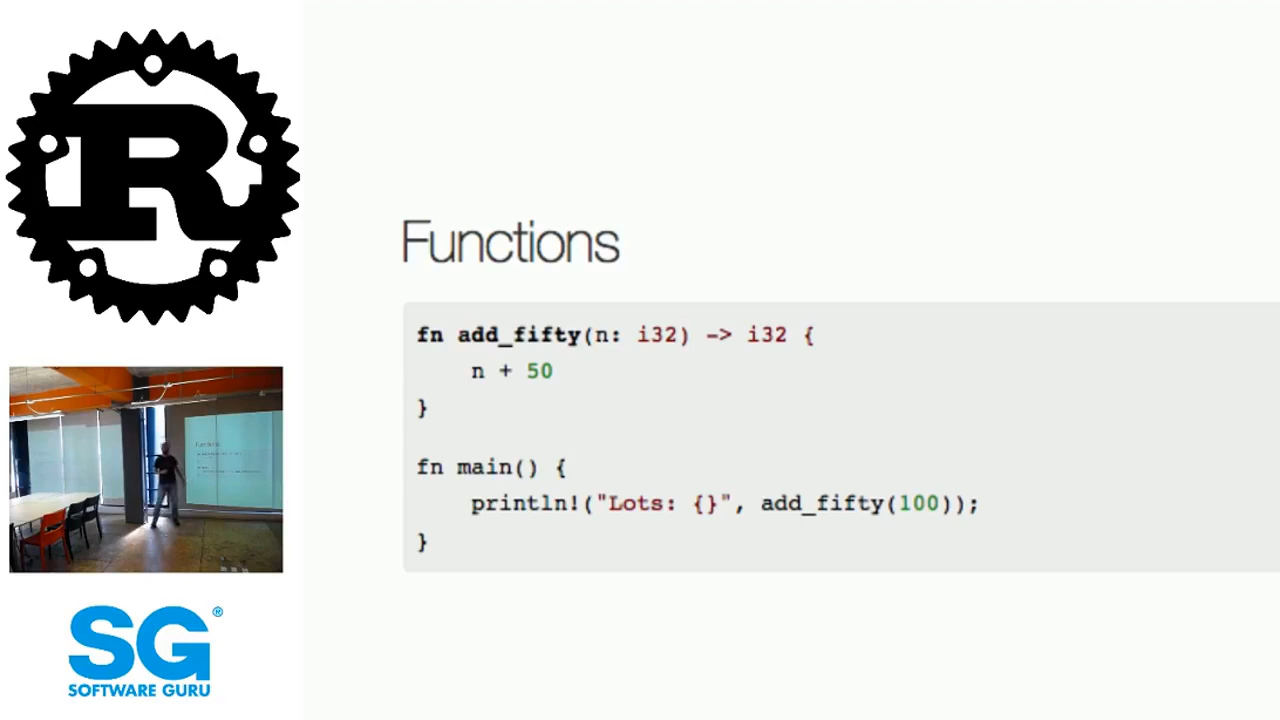 R
Functions
fn add_fifty(n: i32) -> i32 {
    n + 50
}
fn main() {
    println!("Lots: {}", add_fifty(100));
}
SG®
SOFTWARE GURU